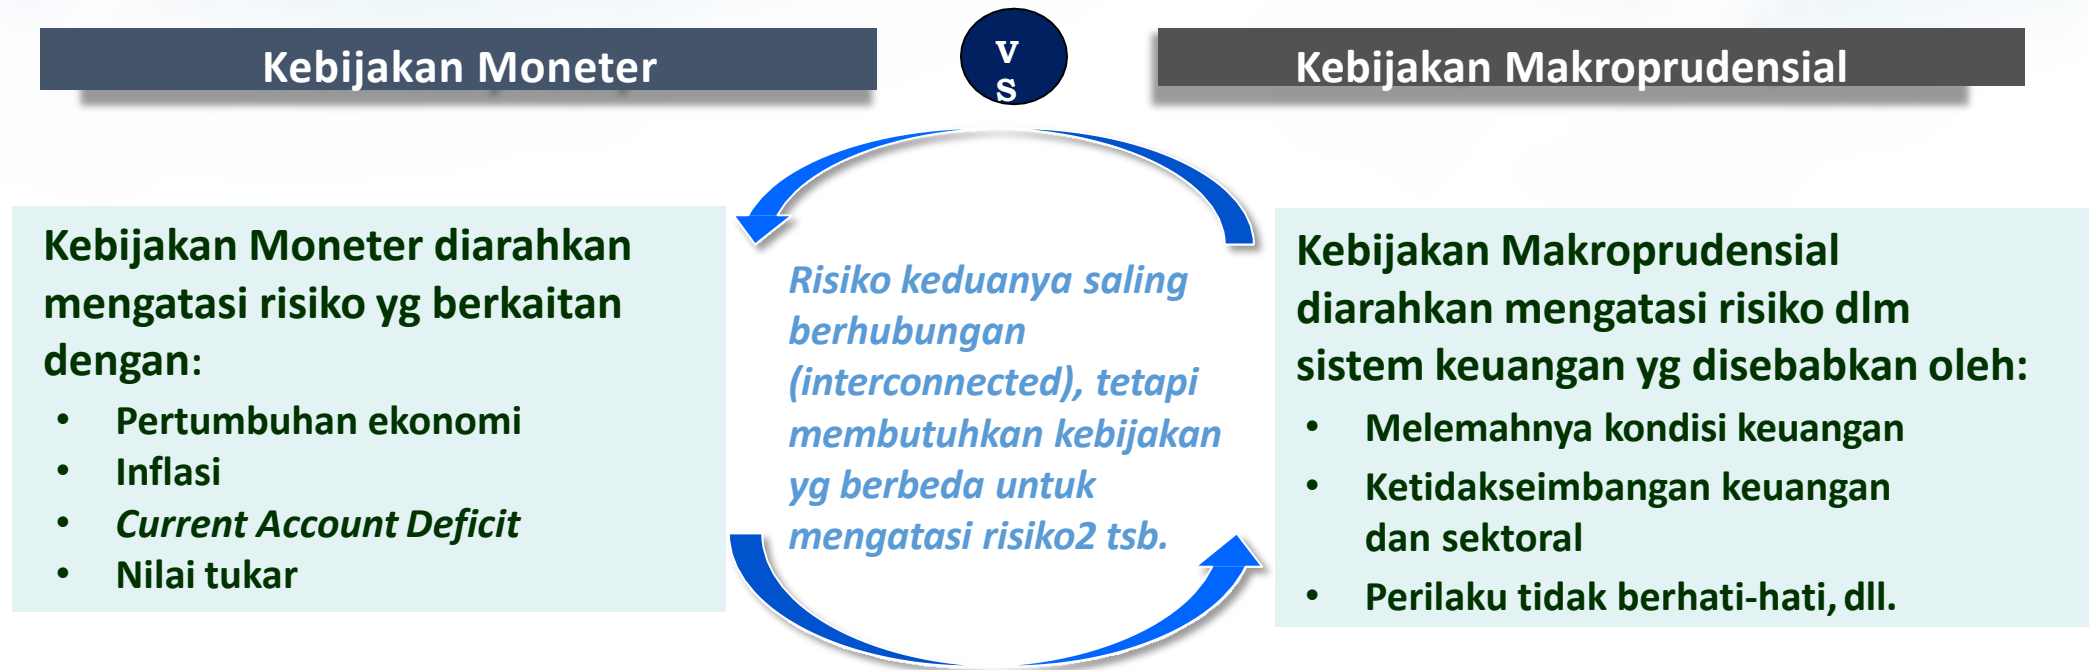 Kebijakan Moneter
v
s
Kebijakan Makroprudensial
Kebijakan Moneter diarahkan
mengatasi risiko yg berkaitan
dengan:
• Pertumbuhan ekonomi
• Inflasi
• Current Account Deficit
• Nilai tukar
Risiko keduanya saling
berhubungan
(interconnected), tetapi
membutuhkan kebijakan
yg berbeda untuk
mengatasi risiko2 tsb.
Kebijakan Makroprudensial
diarahkan mengatasi risiko dlm
sistem keuangan yg disebabkan oleh:
• Melemahnya kondisi keuangan
• Ketidakseimbangan keuangan
dan sektoral
• Perilaku tidak berhati-hati, dll.